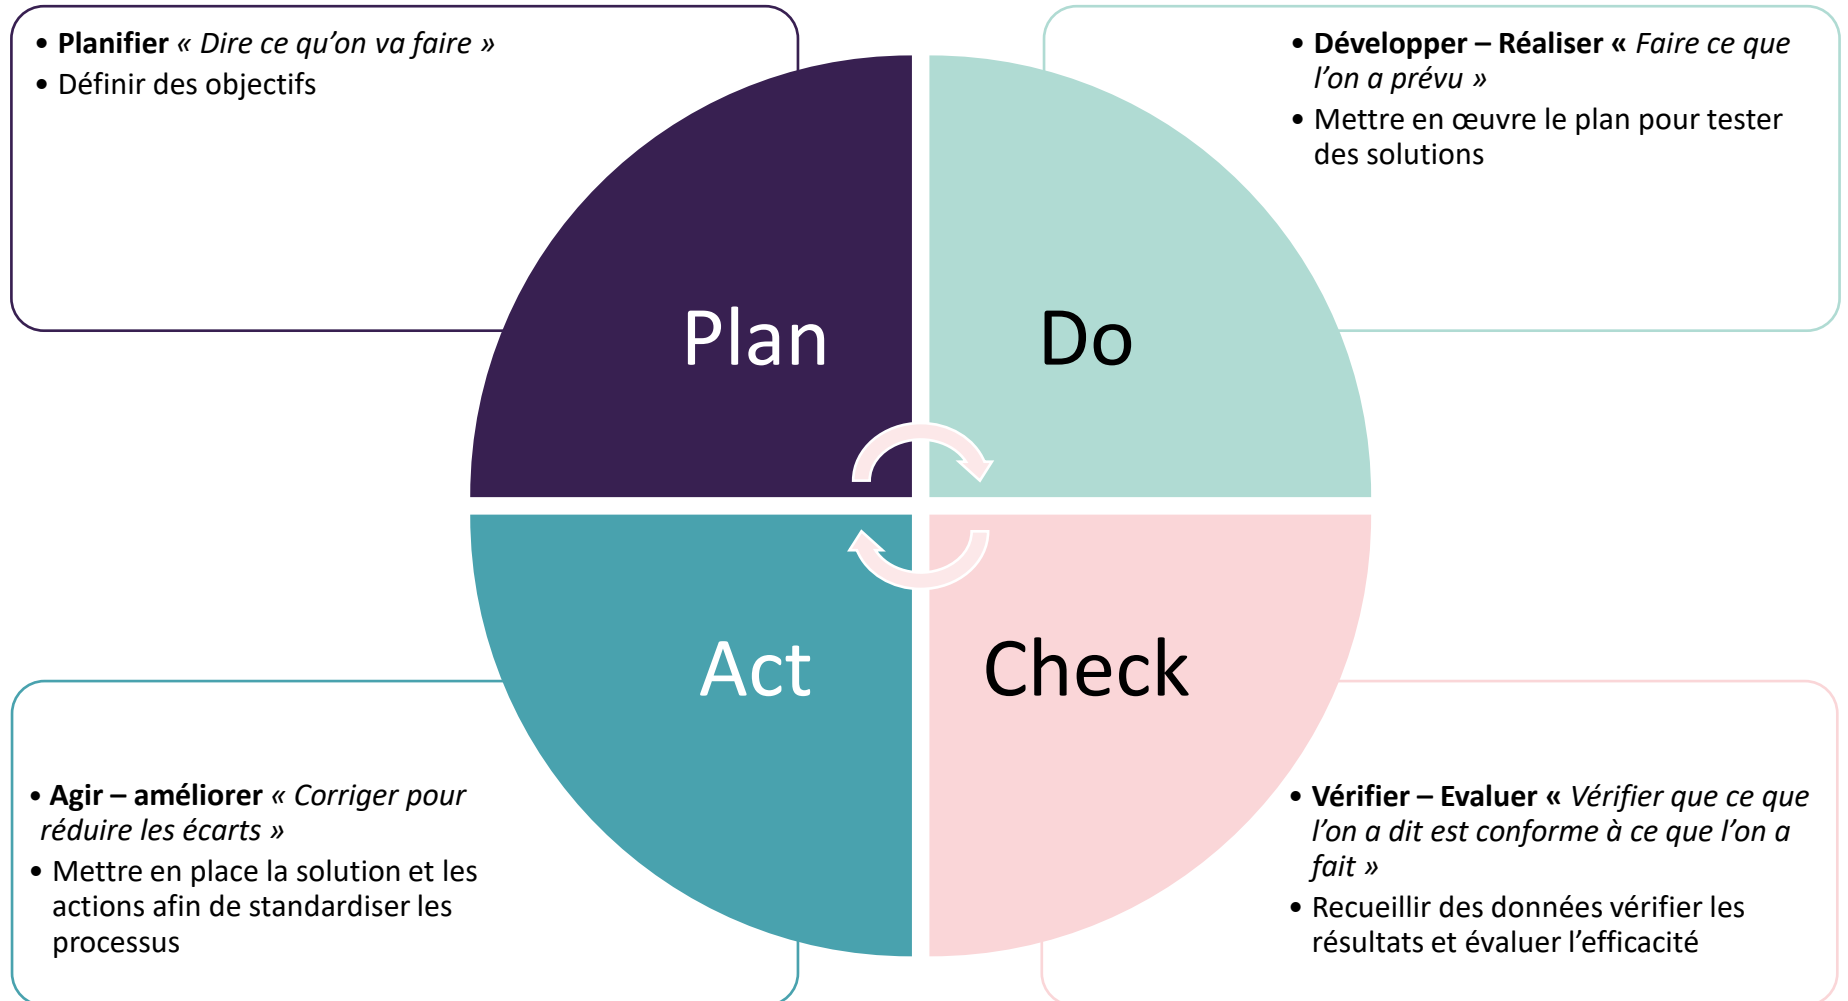 • Planifier « Dire ce qu’on va faire »
• Définir des objectifs
• Développer – Réaliser « Faire ce que
l’on a prévu »
• Mettre en œuvre le plan pour tester
des solutions
Plan
Do
Act
Check
• Agir – améliorer « Corriger pour
réduire les écarts »
• Mettre en place la solution et les
actions afin de standardiser les
processus
• Vérifier – Evaluer « Vérifier que ce que
l’on a dit est conforme à ce que l’on a
fait »
• Recueillir des données vérifier les
résultats et évaluer l’efficacité